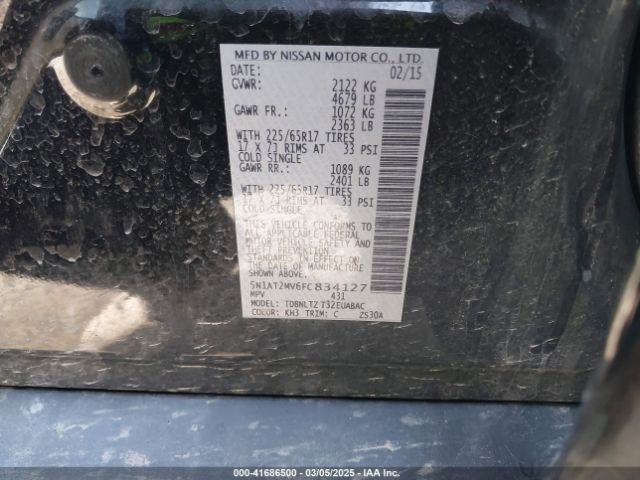 MFD BY NISSAN MOTOR CO., LTD.
DATE: 02/15
GVWR: 2122 KG
4679 LB
GAWR FR.: 1072 KG
2363 LB
WITH 225/65R17 TIRES
17 X 7J RIMS AT 33 PSI
COLD SINGLE
GAWR RR.: 1089 KG
2401 LB
WITH 225/65R17 TIRES
17 X 7J RIMS AT 33 PSI
COLD SINGLE
THIS VEHICLE CONFORMS TO
ALL APPLICABLE FEDERAL
MOTOR VEHICLE SAFETY AND
THEFT PREVENTION
STANDARDS IN EFFECT ON
THE DATE OF MANUFACTURE
SHOWN ABOVE.
5N1AT2MV6FC834127
MPV 431
MODEL: TDBNLTZ T32EUABAC
COLOR: KH3 TRIM: C ZS30A
000-41686500 - 03/05/2025 - IAA Inc.